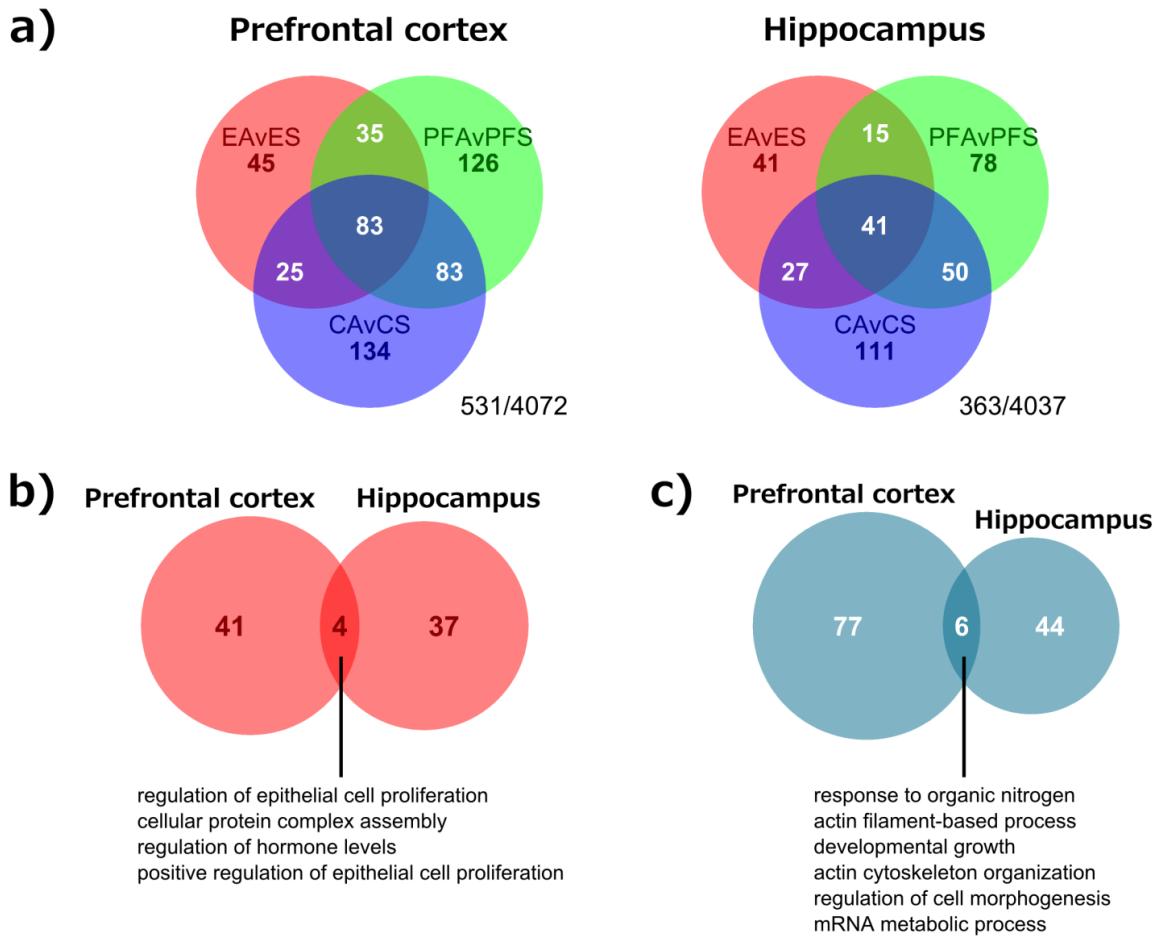 a)
Prefrontal cortex
Hippocampus
EAvES
45
35
PFAvPFS
126
83
25
83
CAvCS
134
531/4072
EAvES
41
15
PFAvPFS
78
41
27
50
CAvCS
111
363/4037
b)
Prefrontal cortex
Hippocampus
41
4
37
regulation of epithelial cell proliferation
cellular protein complex assembly
regulation of hormone levels
positive regulation of epithelial cell proliferation
c)
Prefrontal cortex
Hippocampus
77
6
44
response to organic nitrogen
actin filament-based process
developmental growth
actin cytoskeleton organization
regulation of cell morphogenesis
mRNA metabolic process